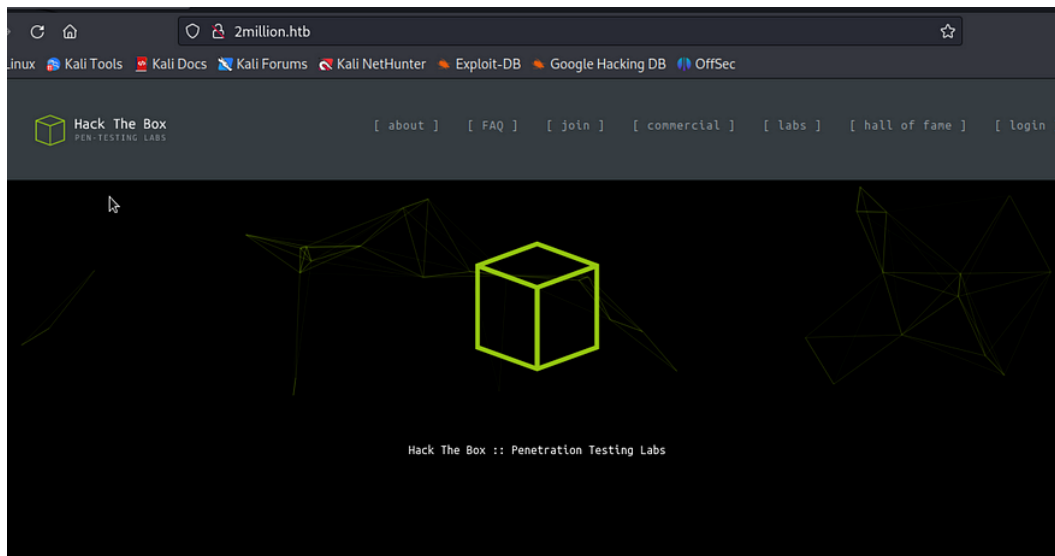 2million.htb
Linux Kali Tools Kali Docs Kali Forums Kali NetHunter Exploit-DB Google Hacking DB OffSec
Hack The Box
PEN-TESTING LABS
[ about ] [ FAQ ] [ join ] [ commercial ] [ labs ] [ hall of fame ] [ login
Hack The Box :: Penetration Testing Labs